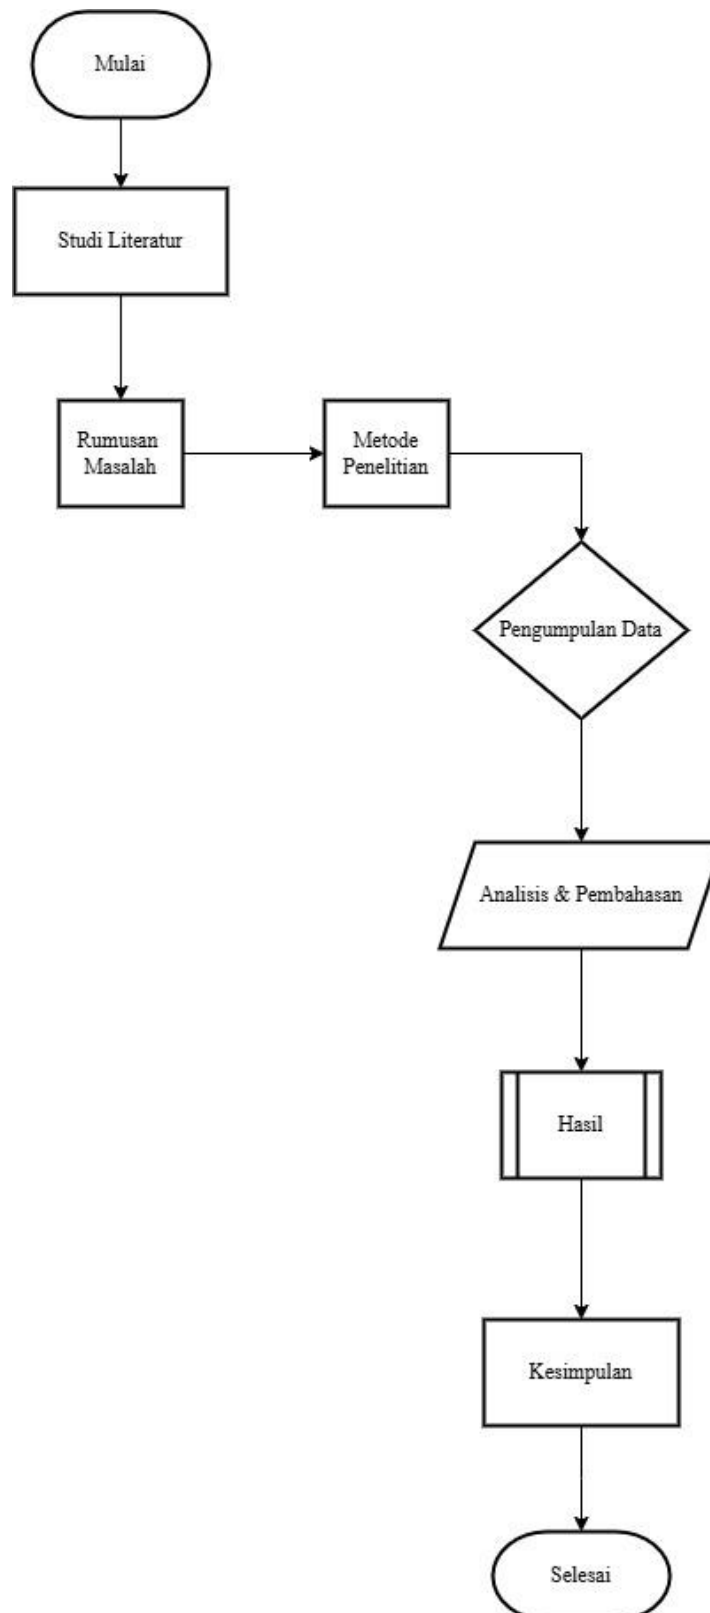 Mulai
Studi Literatur
Rumusan
Masalah
Metode
Penelitian
Pengumpulan Data
Analisis & Pembahasan
Hasil
Kesimpulan
Selesai